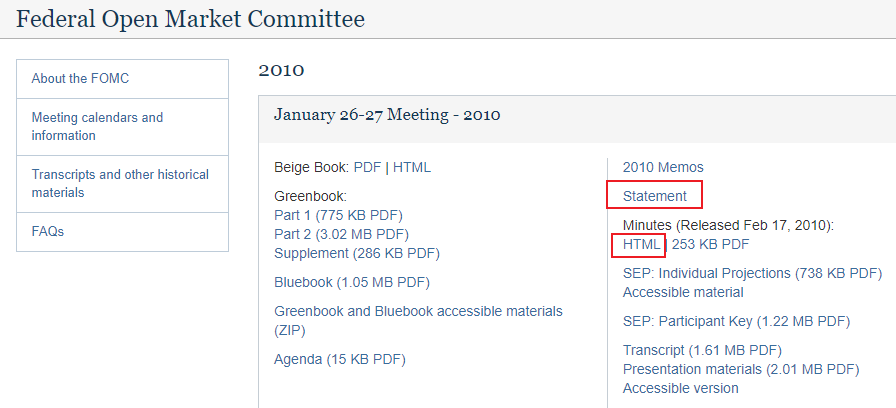 Federal Open Market Committee
About the FOMC
Meeting calendars and
information
Transcripts and other historical
materials
FAQs
2010
January 26-27 Meeting - 2010
Beige Book: PDF | HTML
Greenbook:
Part 1 (775 KB PDF)
Part 2 (3.02 MB PDF)
Supplement (286 KB PDF)
Bluebook (1.05 MB PDF)
Greenbook and Bluebook accessible materials
(ZIP)
Agenda (15 KB PDF)
2010 Memos
Statement
Minutes (Released Feb 17, 2010):
HTML | 253 KB PDF
SEP: Individual Projections (738 KB PDF)
Accessible material
SEP: Participant Key (1.22 MB PDF)
Transcript (1.61 MB PDF)
Presentation materials (2.01 MB PDF)
Accessible version